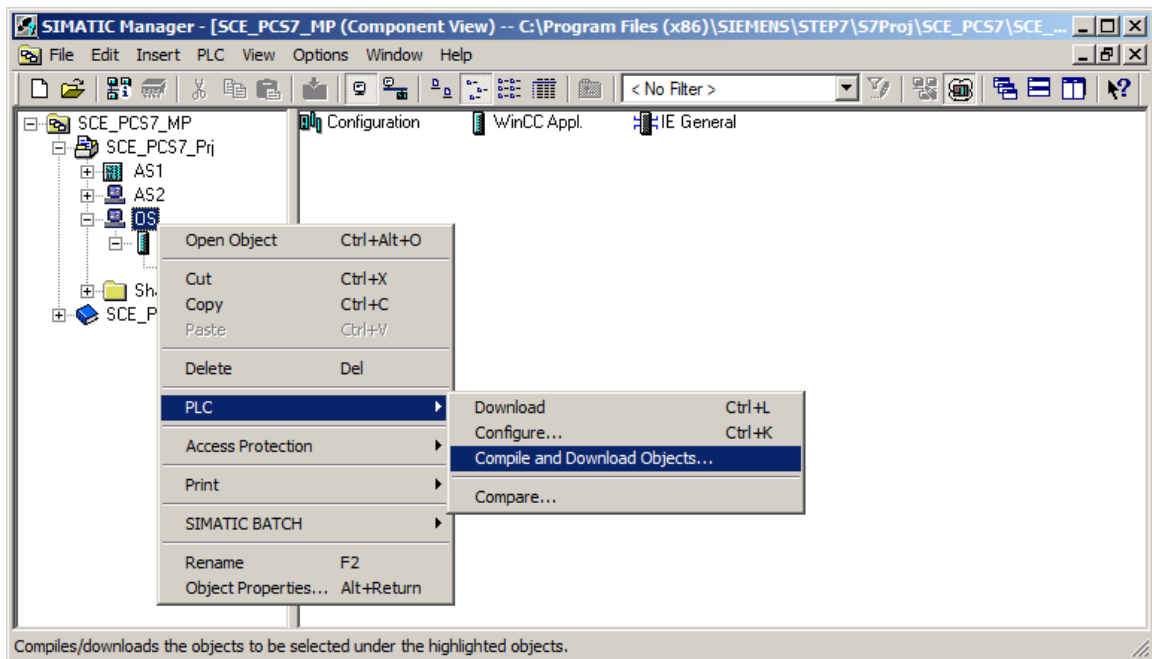 SIMATIC Manager - [SCE_PCS7_MP (Component View) -- C:\Program Files (x86)\SIEMENS\STEP7\S7Proj\SCE_PCS7\SCE_...
File Edit Insert PLC View Options Window Help
< No Filter >
SCE_PCS7_MP
SCE_PCS7_Prj
AS1
AS2
OS
Sh
SCE_P
Configuration WinCC Appl. IE General
Open Object Ctrl+Alt+O
Cut Ctrl+X
Copy Ctrl+C
Paste Ctrl+V
Delete Del
PLC
Access Protection
Print
SIMATIC BATCH
Rename F2
Object Properties... Alt+Return
Download Ctrl+L
Configure... Ctrl+K
Compile and Download Objects...
Compare...
Compiles/downloads the objects to be selected under the highlighted objects.